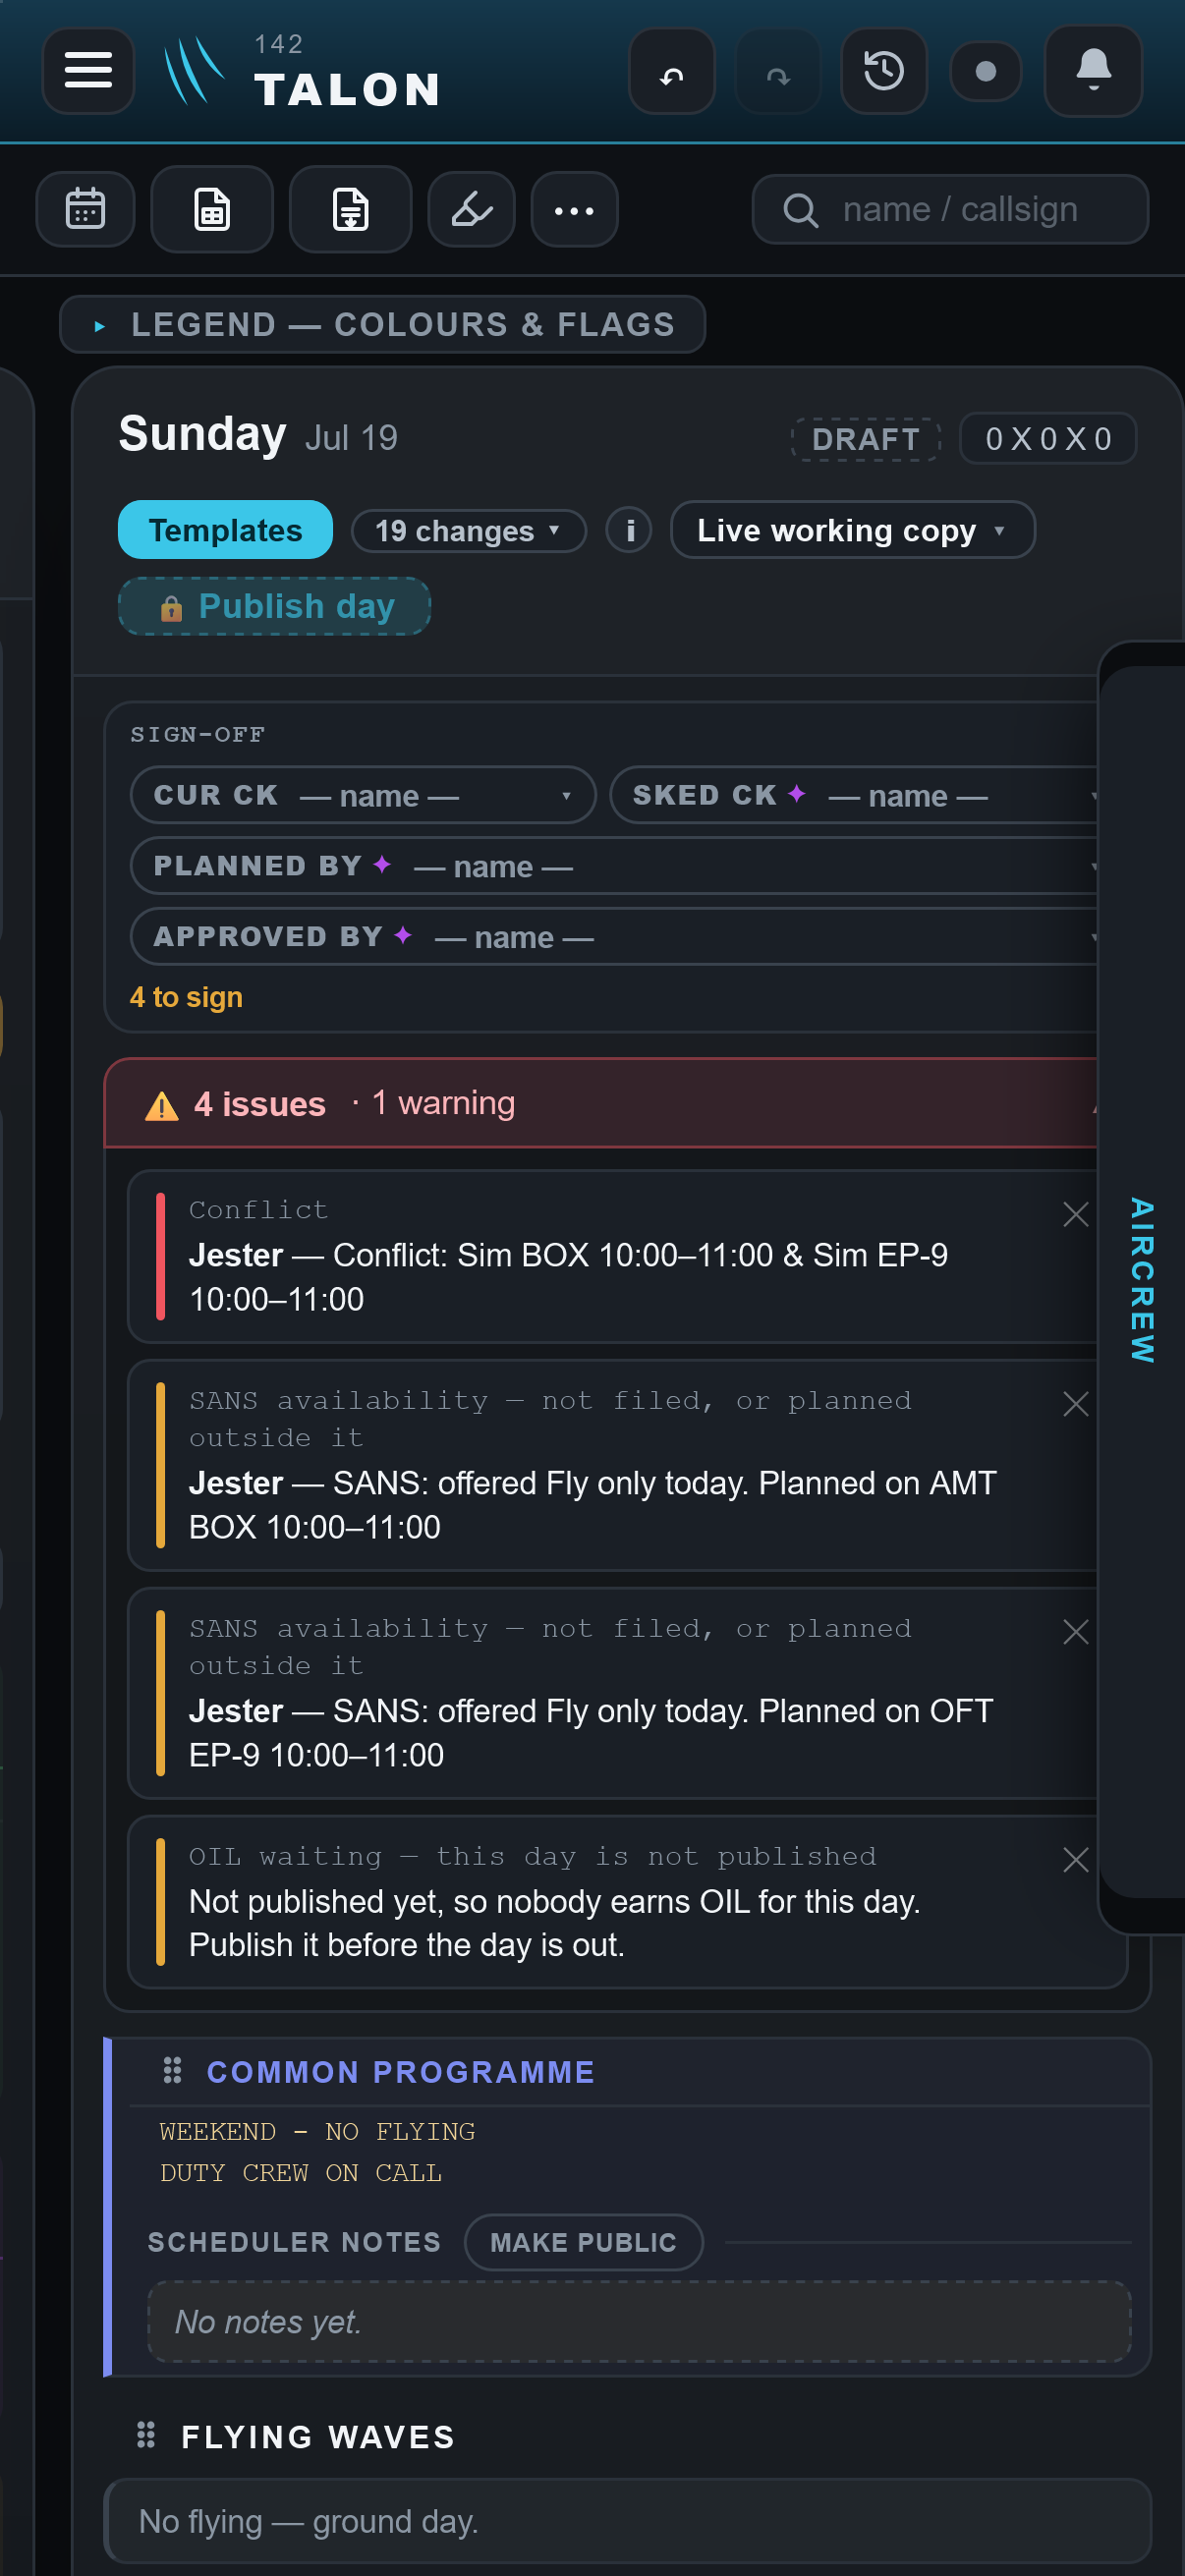 142
TALON
name / callsign
LEGEND — COLOURS & FLAGS
Sunday Jul 19
DRAFT
0 X 0 X 0
Templates
19 changes
i
Live working copy
Publish day
SIGN-OFF
CUR CK — name —
SKED CK — name —
PLANNED BY — name —
APPROVED BY — name —
4 to sign
4 issues · 1 warning
Conflict
Jester — Conflict: Sim BOX 10:00–11:00 & Sim EP-9
10:00–11:00
SANS availability — not filed, or planned
outside it
Jester — SANS: offered Fly only today. Planned on AMT
BOX 10:00–11:00
SANS availability — not filed, or planned
outside it
Jester — SANS: offered Fly only today. Planned on OFT
EP-9 10:00–11:00
OIL waiting — this day is not published
Not published yet, so nobody earns OIL for this day.
Publish it before the day is out.
AIRCREW
COMMON PROGRAMME
WEEKEND - NO FLYING
DUTY CREW ON CALL
SCHEDULER NOTES
MAKE PUBLIC
No notes yet.
FLYING WAVES
No flying — ground day.